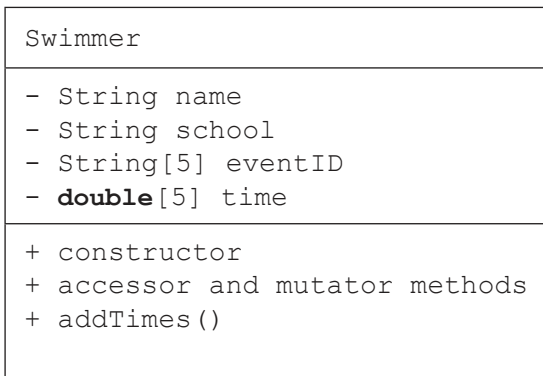 Swimmer
- String name
- String school
- String[5] eventID
- double[5] time
+ constructor
+ accessor and mutator methods
+ addTimes()